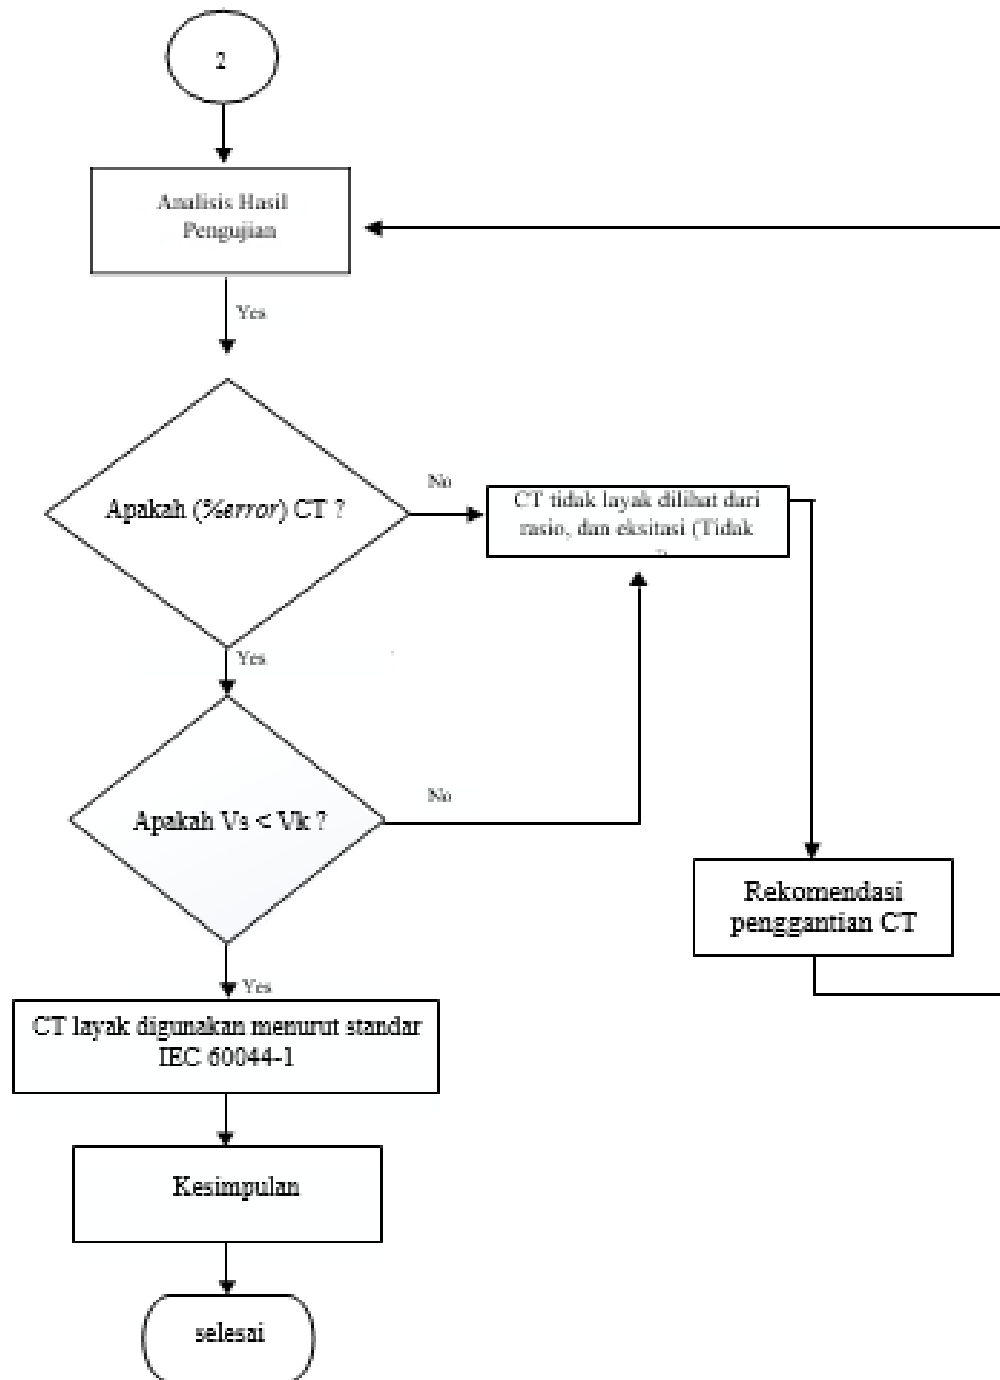 2
Analisis Hasil
Pengujian
Yes
Apakah (%error) CT ?
No
CT tidak layak dilihat dari
rasio, dan eksitasi (Tidak
Yes
Apakah Vs < Vk ?
No
Rekomendasi
penggantian CT
Yes
CT layak digunakan menurut standar
IEC 60044-1
Kesimpulan
selesai